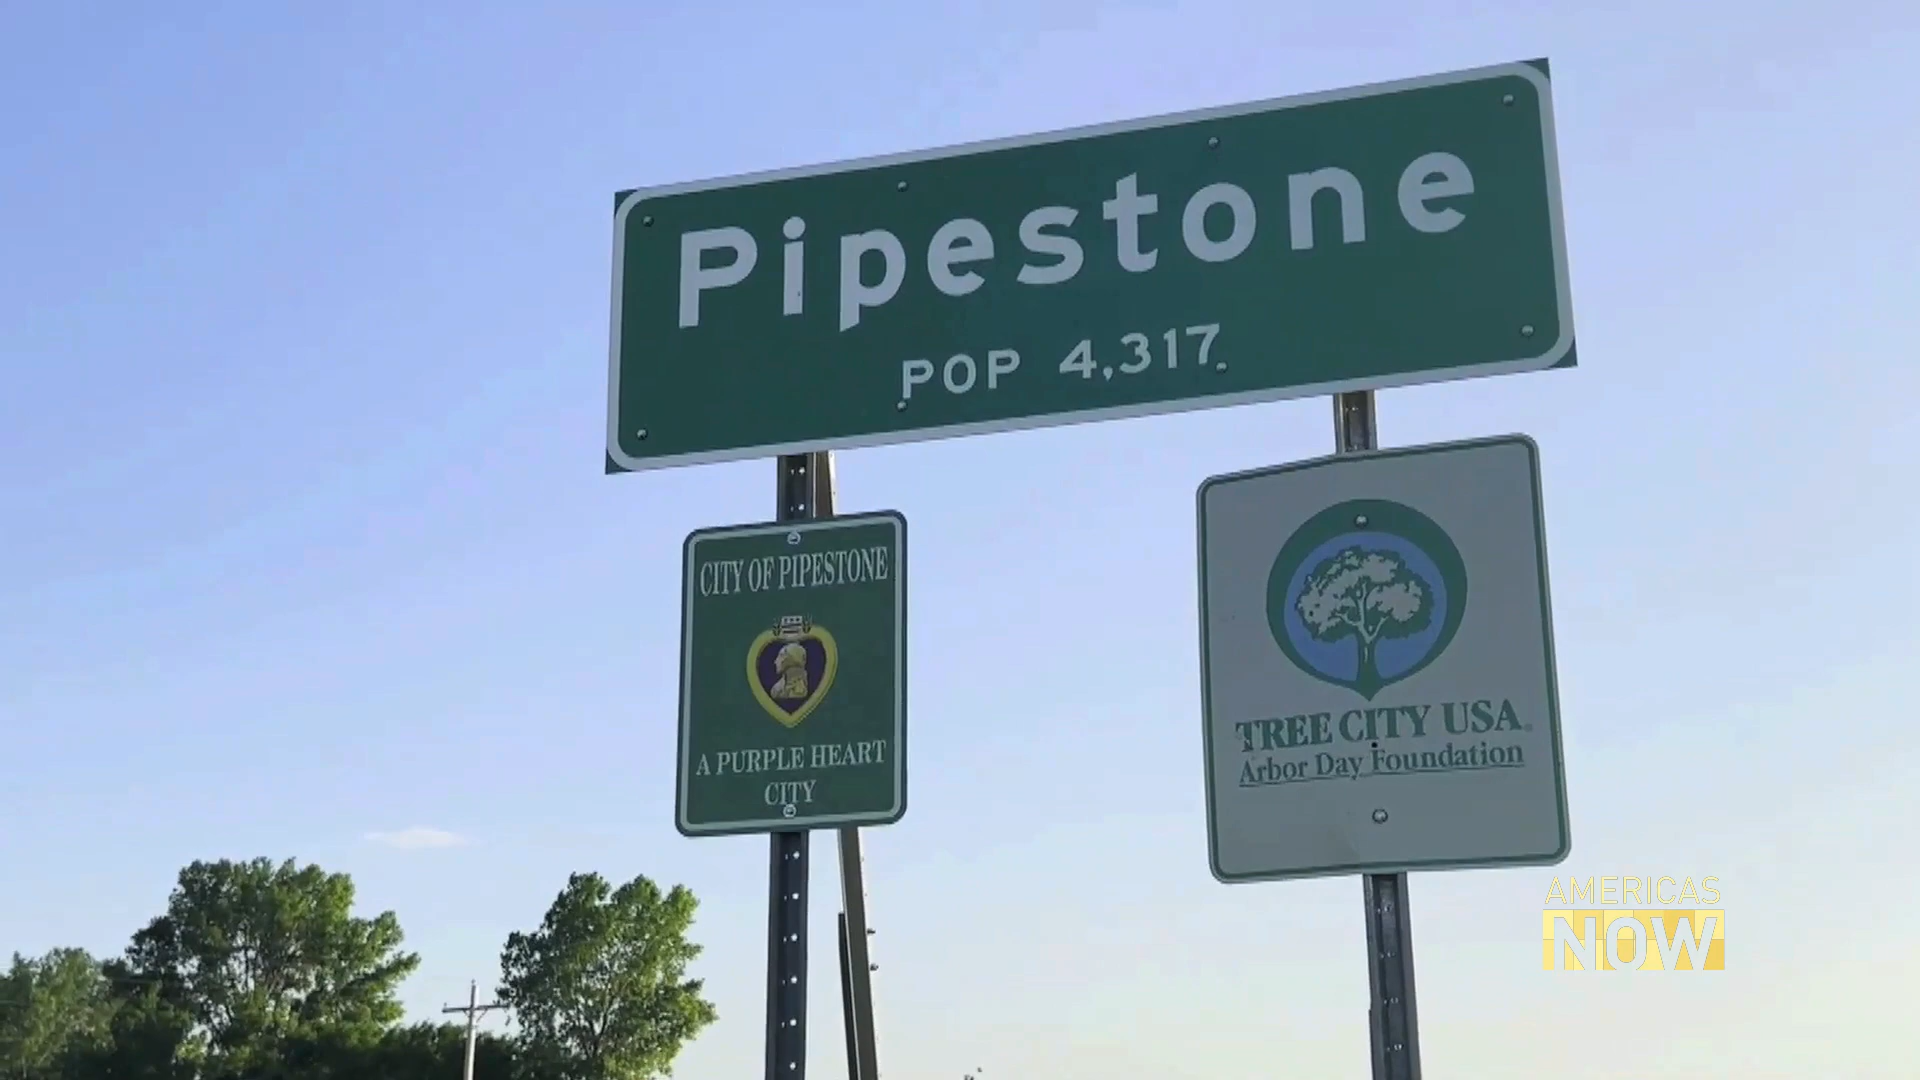 Pipestone
POP 4,317
CITY OF PIPESTONE
A PURPLE HEART
CITY
TREE CITY USA®
Arbor Day Foundation
AMERICAS
NOW